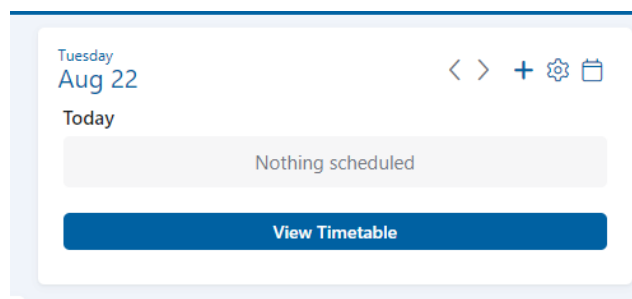 Tuesday
Aug 22
Today
Nothing scheduled
View Timetable